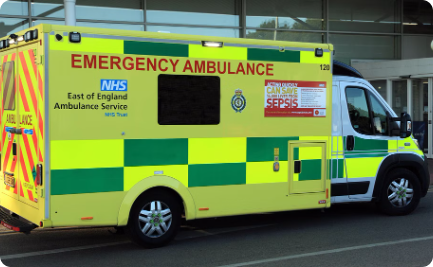 EMERGENCY AMBULANCE
120
NHS
East of England
Ambulance Service
NHS Trust
CAN SAVE
SEPSIS